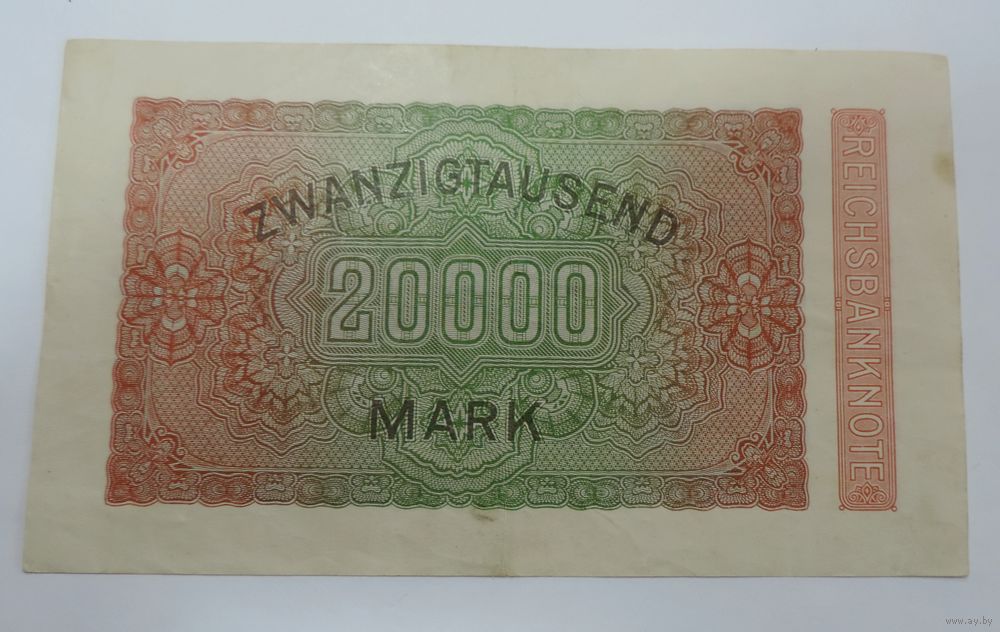 ZWANZIGTAUSEND
20000
MARK
REICHSBANKNOTE
www.ay.by